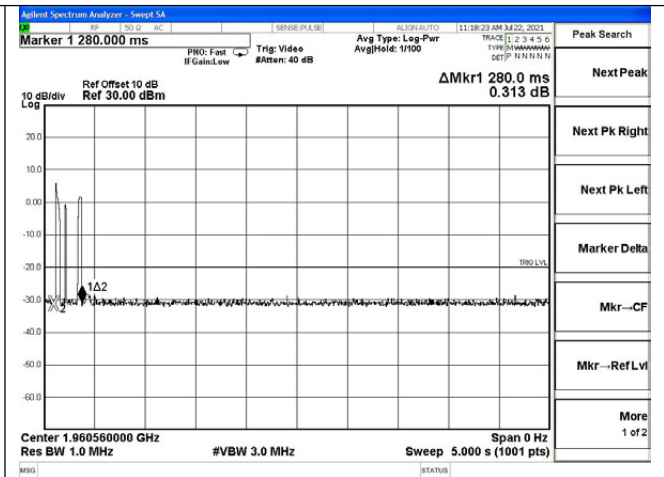 Agilent Spectrum Analyzer - Swept SA
RF 50 Ω AC SENSE:PULSE ALIGN AUTO 11:18:23 AM Jul 22, 2021
Marker 1 280.000 ms
PNO: Fast
IFGain:Low
Trig: Video
#Atten: 40 dB
Avg Type: Log-Pwr
Avg|Hold: 1/100
TRACE 1 2 3 4 5 6
TYPE M WWWWW
DET P N N N N N
Peak Search
ΔMkr1 280.0 ms
0.313 dB
Ref Offset 10 dB
10 dB/div Ref 30.00 dBm
Log
20.0
10.0
0.00
-10.0
-20.0
-30.0
-40.0
-50.0
-60.0
TRIG LVL
1Δ2
2
Center 1.960560000 GHz
Span 0 Hz
Res BW 1.0 MHz
#VBW 3.0 MHz
Sweep 5.000 s (1001 pts)
MSG
STATUS
Next Peak
Next Pk Right
Next Pk Left
Marker Delta
Mkr→CF
Mkr→Ref Lvl
More
1 of 2